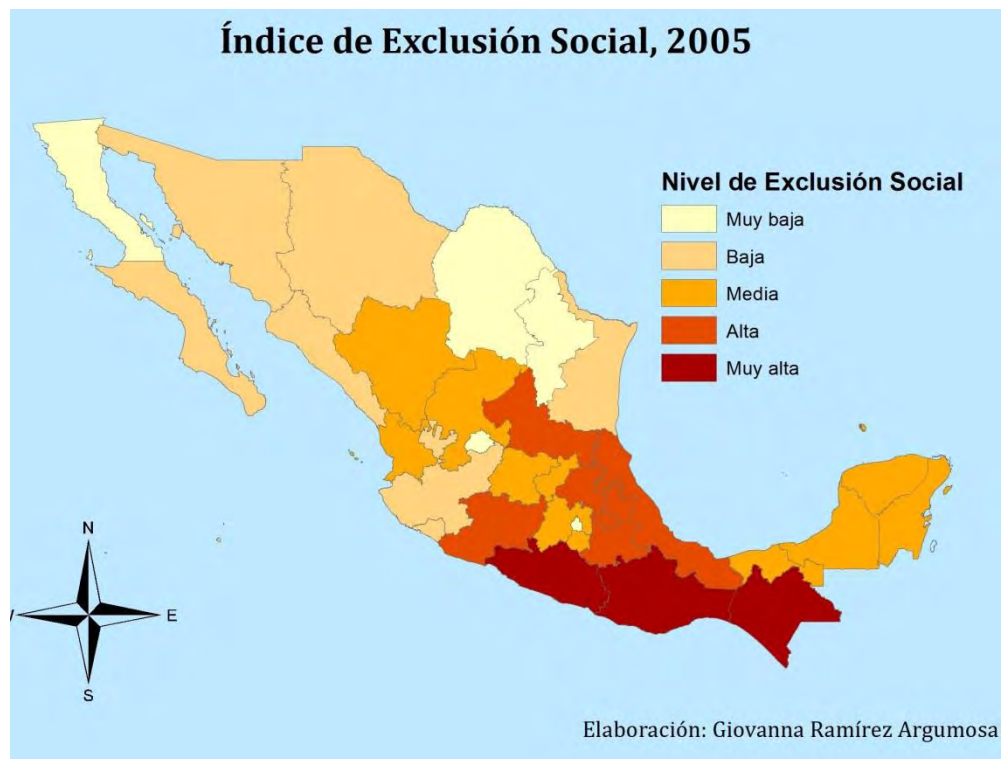 Índice de Exclusión Social, 2005
Nivel de Exclusión Social
Muy baja
Baja
Media
Alta
Muy alta
N
E
S
Elaboración: Giovanna Ramírez Argumosa